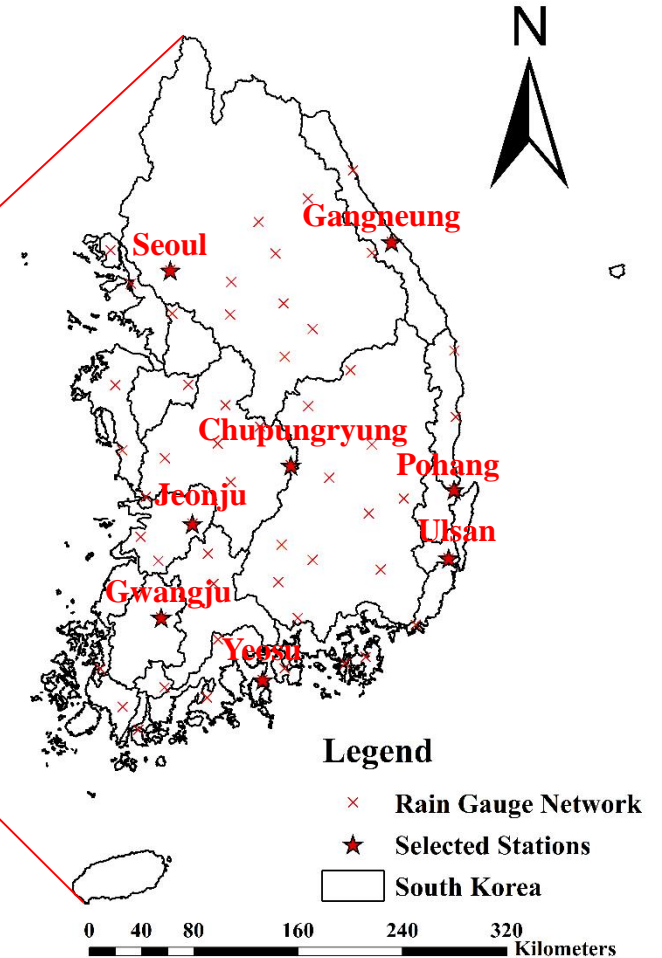 N
Gangneung
Seoul
Chupungryung
Pohang
Jeonju
Ulsan
Gwangju
Yeosu
Legend
Rain Gauge Network
Selected Stations
South Korea
0 40 80 160 240 320
Kilometers